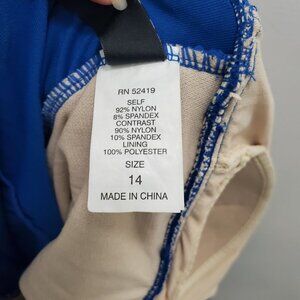 RN 52419
SELF
92% NYLON
8% SPANDEX
CONTRAST
90% NYLON
10% SPANDEX
LINING
100% POLYESTER
SIZE
14
MADE IN CHINA